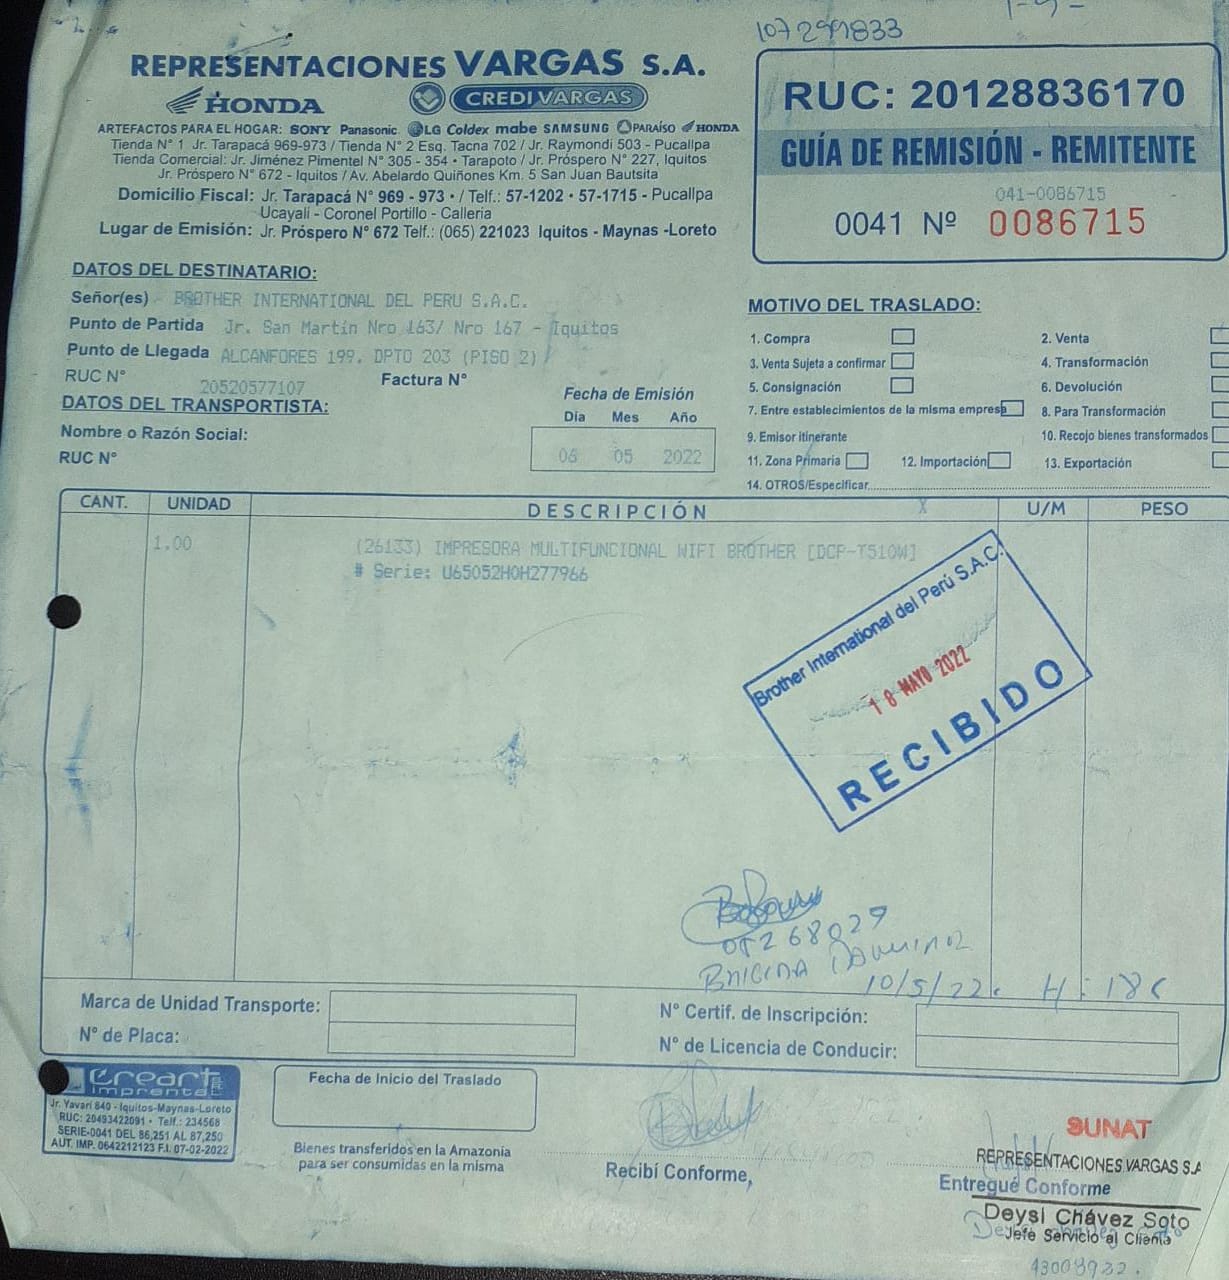 107299833
REPRESENTACIONES VARGAS S.A.
HONDA CREDIVARGAS
ARTEFACTOS PARA EL HOGAR: SONY Panasonic LG Coldex mabe SAMSUNG PARAÍSO HONDA
Tienda N° 1 Jr. Tarapacá 969-973 / Tienda N° 2 Esq. Tacna 702 / Jr. Raymondi 503 - Pucallpa
Tienda Comercial: Jr. Jiménez Pimentel N° 305 - 354 • Tarapoto / Jr. Próspero N° 227, Iquitos
Jr. Próspero N° 672 - Iquitos / Av. Abelardo Quiñones Km. 5 San Juan Bautsita
Domicilio Fiscal: Jr. Tarapacá N° 969 - 973 • / Telf.: 57-1202 • 57-1715 - Pucallpa
Ucayali - Coronel Portillo - Calleria
Lugar de Emisión: Jr. Próspero N° 672 Telf.: (065) 221023 Iquitos - Maynas -Loreto
RUC: 20128836170
GUÍA DE REMISIÓN - REMITENTE
041-0086715
0041 Nº 0086715
DATOS DEL DESTINATARIO:
Señor(es) BROTHER INTERNATIONAL DEL PERU S.A.C.
Punto de Partida Jr. San Martin Nro 163/ Nro 167 - Iquitos
Punto de Llegada ALCANFORES 199. DPTO 203 (PISO 2)
RUC N° 20520577107 Factura N°
DATOS DEL TRANSPORTISTA:
Nombre o Razón Social:
RUC N°
Fecha de Emisión
Día Mes Año
06 05 2022
MOTIVO DEL TRASLADO:
1. Compra 2. Venta
3. Venta Sujeta a confirmar 4. Transformación
5. Consignación 6. Devolución
7. Entre establecimientos de la misma empresa 8. Para Transformación
9. Emisor itinerante 10. Recojo bienes transformados
11. Zona Primaria 12. Importación 13. Exportación
14. OTROS/Especificar
X
CANT. UNIDAD DESCRIPCIÓN U/M PESO
1.00 (26133) IMPRESORA MULTIFUNCIONAL WIFI BROTHER [DCP-T510W]
# Serie: U65052H0H277966
Brother International del Perú S.A.C.
18 MAYO 2022
RECIBIDO
10/5/22.
Marca de Unidad Transporte:
N° de Placa:
N° Certif. de Inscripción:
N° de Licencia de Conducir:
Creart
imprenta
Jr. Yavari 840 - Iquitos-Maynas-Loreto
RUC: 20493422091 • Telf.: 234568
SERIE-0041 DEL 86,251 AL 87,250
AUT. IMP. 0642212123 F.I. 07-02-2022
Fecha de Inicio del Traslado
Bienes transferidos en la Amazonia
para ser consumidas en la misma
Recibí Conforme,
SUNAT
REPRESENTACIONES VARGAS S.A
Entregué Conforme
Deysi Chávez Soto
Jefe Servicio al Cliente